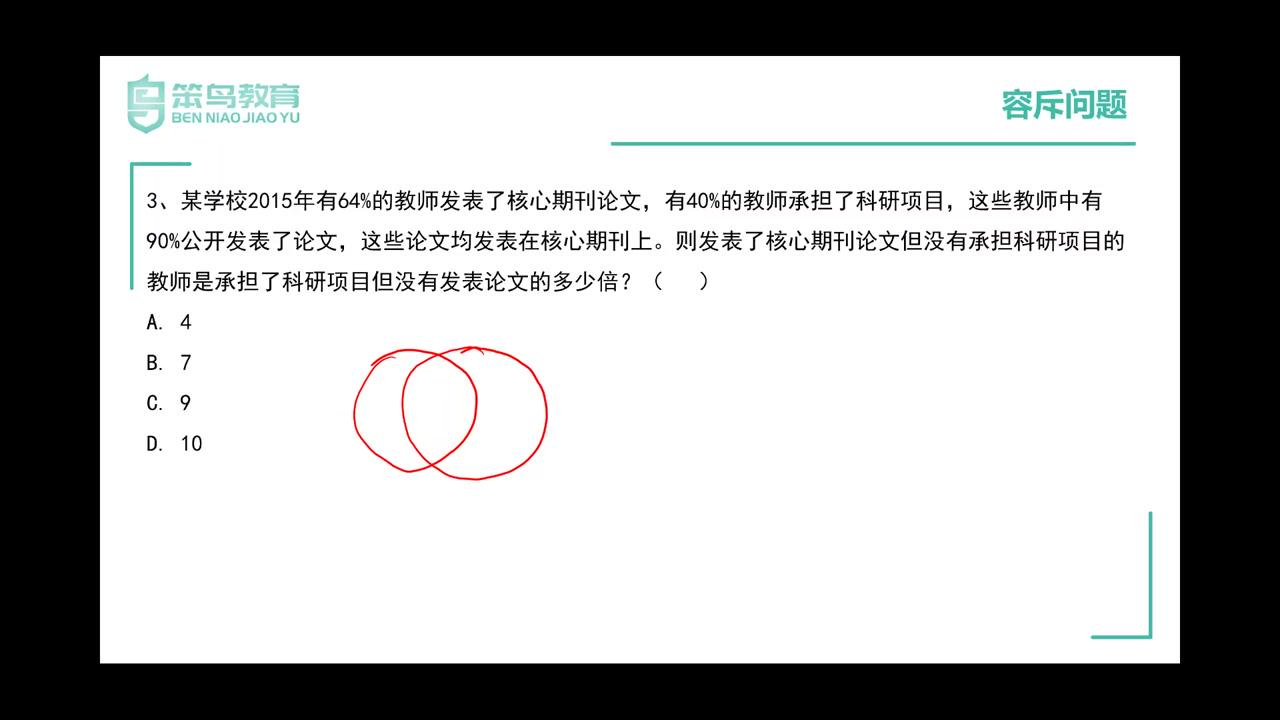 笨鸟教育
BEN NIAO JIAO YU
容斥问题
3、某学校2015年有64%的教师发表了核心期刊论文，有40%的教师承担了科研项目，这些教师中有
90%公开发表了论文，这些论文均发表在核心期刊上。则发表了核心期刊论文但没有承担科研项目的
教师是承担了科研项目但没有发表论文的多少倍？（　　）
A. 4
B. 7
C. 9
D. 10